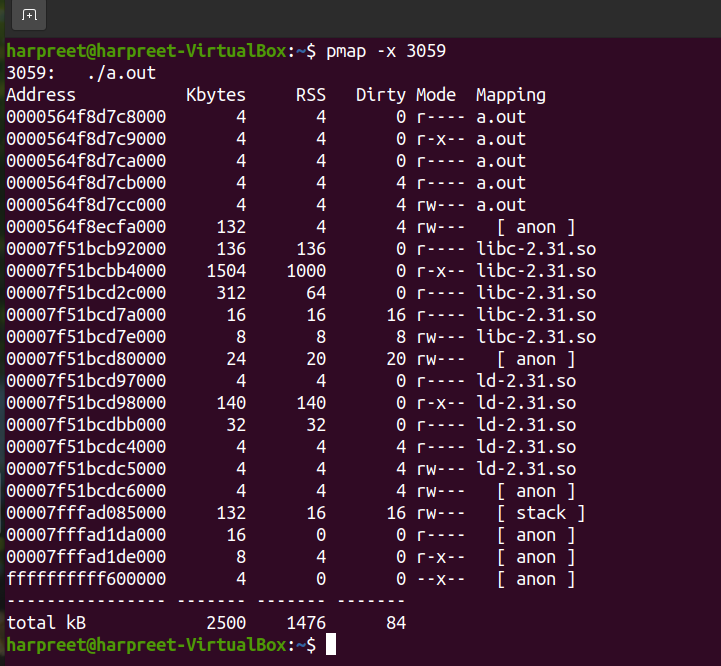 harpreet@harpreet-VirtualBox:~$ pmap -x 3059
3059:   ./a.out
Address           Kbytes     RSS   Dirty Mode  Mapping
0000564f8d7c8000       4       4       0 r---- a.out
0000564f8d7c9000       4       4       0 r-x-- a.out
0000564f8d7ca000       4       4       0 r---- a.out
0000564f8d7cb000       4       4       4 r---- a.out
0000564f8d7cc000       4       4       4 rw--- a.out
0000564f8ecfa000     132       4       4 rw---   [ anon ]
00007f51bcb92000     136     136       0 r---- libc-2.31.so
00007f51bcbb4000    1504    1000       0 r-x-- libc-2.31.so
00007f51bcd2c000     312      64       0 r---- libc-2.31.so
00007f51bcd7a000      16      16      16 r---- libc-2.31.so
00007f51bcd7e000       8       8       8 rw--- libc-2.31.so
00007f51bcd80000      24      20      20 rw---   [ anon ]
00007f51bcd97000       4       4       0 r---- ld-2.31.so
00007f51bcd98000     140     140       0 r-x-- ld-2.31.so
00007f51bcdbb000      32      32       0 r---- ld-2.31.so
00007f51bcdc4000       4       4       4 r---- ld-2.31.so
00007f51bcdc5000       4       4       4 rw--- ld-2.31.so
00007f51bcdc6000       4       4       4 rw---   [ anon ]
00007fffad085000     132      16      16 rw---   [ stack ]
00007fffad1da000      16       0       0 r----   [ anon ]
00007fffad1de000       8       4       0 r-x--   [ anon ]
ffffffffff600000       4       0       0 --x--   [ anon ]
---------------- ------- ------- -------
total kB            2500    1476      84
harpreet@harpreet-VirtualBox:~$